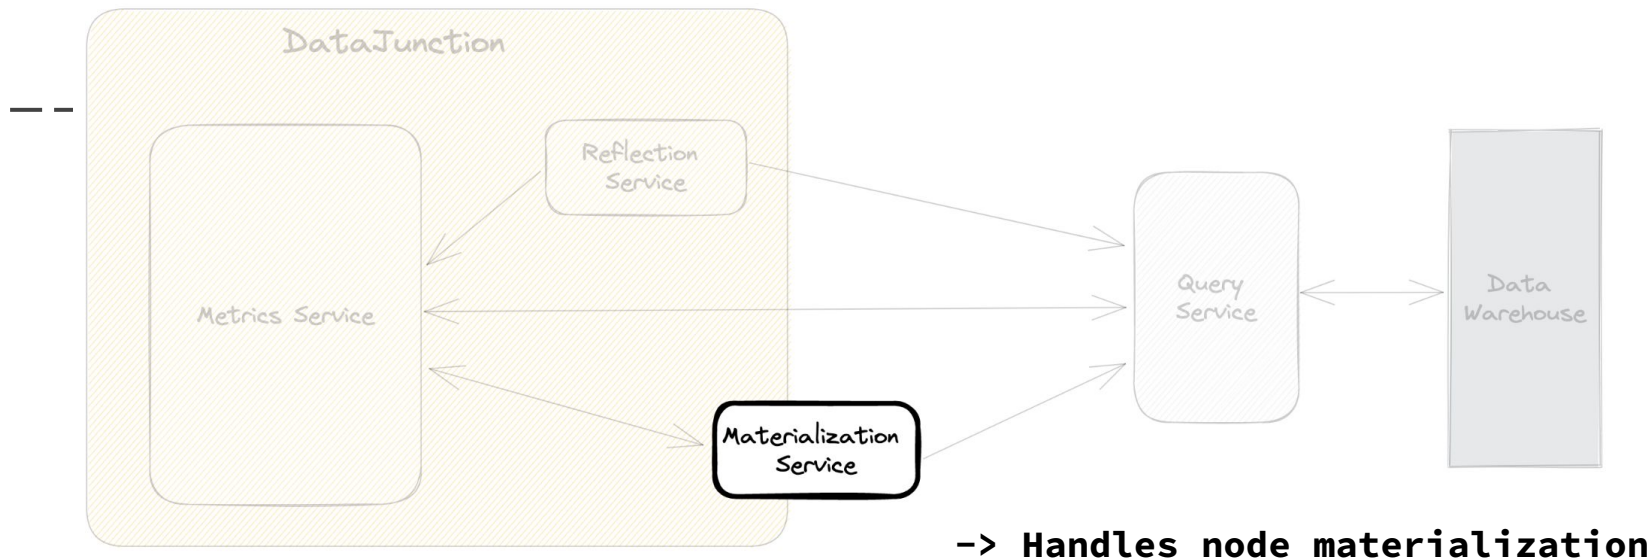 DataJunction
Reflection
Service
Metrics Service
Query
Service
Data
Warehouse
Materialization
Service
-> Handles node materialization